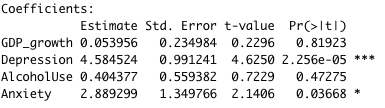 Coefficients:
Estimate Std. Error t-value Pr(>|t|)
GDP_growth 0.053956 0.234984 0.2296 0.81923
Depression 4.584524 0.991241 4.6250 2.256e-05 ***
AlcoholUse 0.404377 0.559382 0.7229 0.47275
Anxiety 2.889299 1.349766 2.1406 0.03668 *